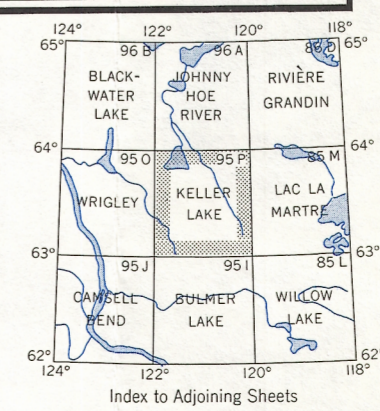 124° 122° 120° 118°
65° 96 B 96 A 86 D 65°
BLACK-
WATER
LAKE
JOHNNY
HOE
RIVER
RIVIÈRE
GRANDIN
64° 95 O 95 P 85 M 64°
WRIGLEY
KELLER
LAKE
LAC LA
MARTRE
63° 95 J 95 I 85 L 63°
CAMSELL
BEND
BULMER
LAKE
WILLOW
LAKE
62° 62°
124° 122° 120° 118°
Index to Adjoining Sheets